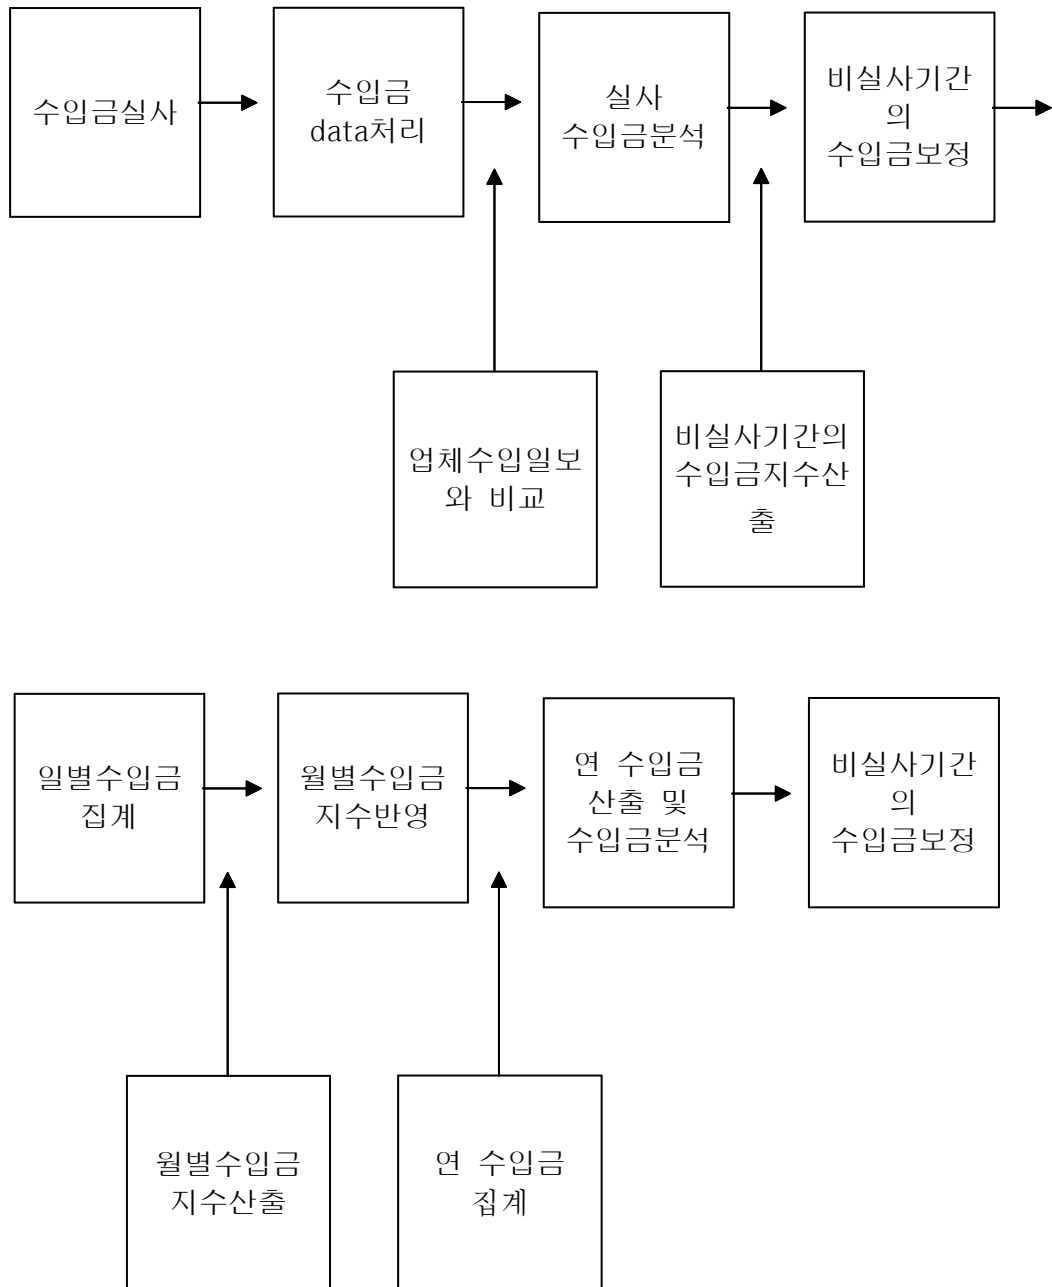 수입금실사
수입금
data처리
실사
수입금분석
비실사기간
의
수입금보정
업체수입일보
와 비교
비실사기간의
수입금지수산
출
일별수입금
집계
월별수입금
지수반영
연 수입금
산출 및
수입금분석
비실사기간
의
수입금보정
월별수입금
지수산출
연 수입금
집계